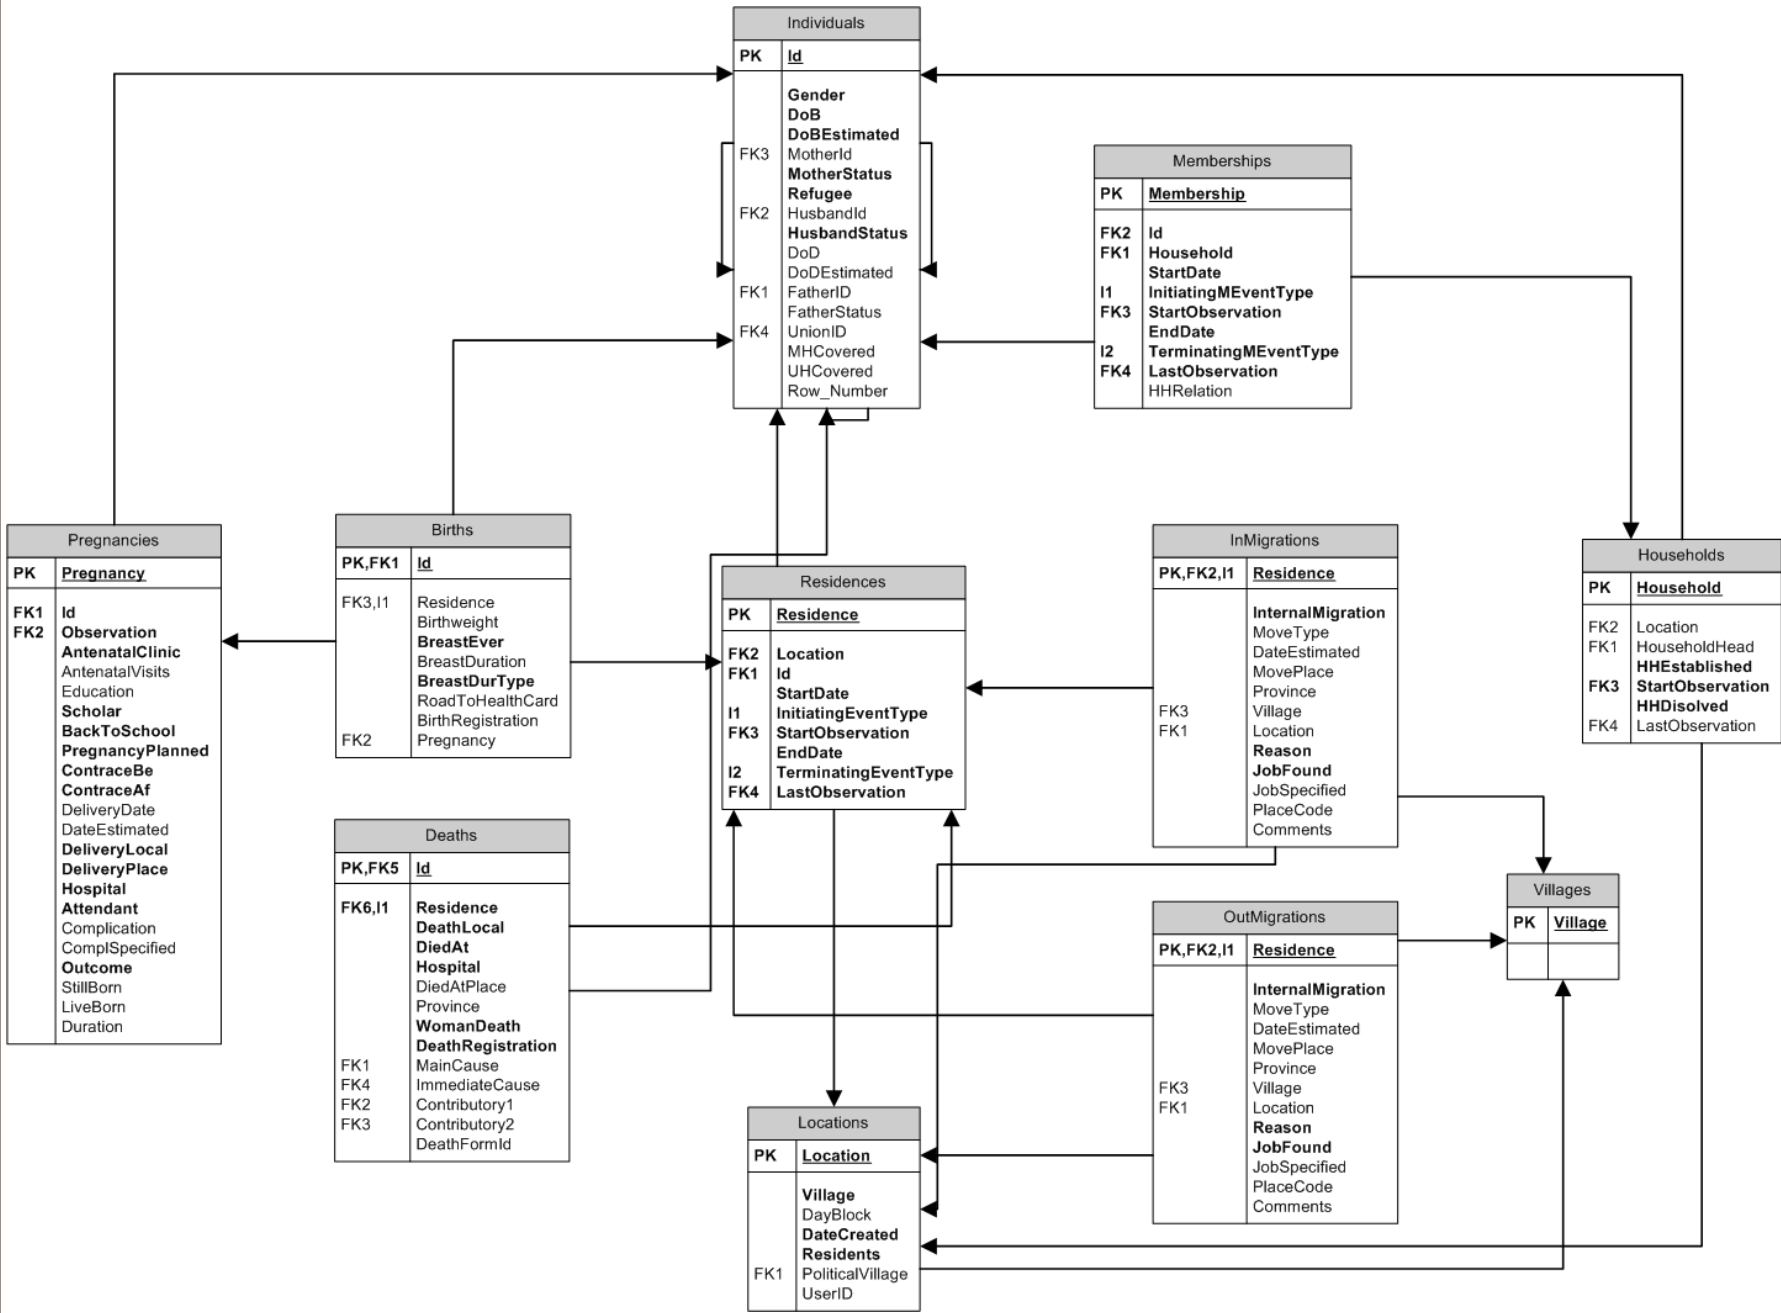 Individuals
PK Id
Gender
DoB
DoBEstimated
FK3 MotherId
MotherStatus
Refugee
FK2 HusbandId
HusbandStatus
DoD
DoDEstimated
FK1 FatherID
FatherStatus
FK4 UnionID
MHCovered
UHCovered
Row_Number
Memberships
PK Membership
FK2 Id
FK1 Household
StartDate
I1 InitiatingMEventType
FK3 StartObservation
EndDate
I2 TerminatingMEventType
FK4 LastObservation
HHRelation
Pregnancies
PK Pregnancy
FK1 Id
FK2 Observation
AntenatalClinic
AntenatalVisits
Education
Scholar
BackToSchool
PregnancyPlanned
ContraceBe
ContraceAf
DeliveryDate
DateEstimated
DeliveryLocal
DeliveryPlace
Hospital
Attendant
Complication
ComplSpecified
Outcome
StillBorn
LiveBorn
Duration
Births
PK,FK1 Id
FK3,I1 Residence
Birthweight
BreastEver
BreastDuration
BreastDurType
RoadToHealthCard
BirthRegistration
FK2 Pregnancy
Deaths
PK,FK5 Id
FK6,I1 Residence
DeathLocal
DiedAt
Hospital
DiedAtPlace
Province
WomanDeath
DeathRegistration
FK1 MainCause
FK4 ImmediateCause
FK2 Contributory1
FK3 Contributory2
DeathFormId
Residences
PK Residence
FK2 Location
FK1 Id
StartDate
I1 InitiatingEventType
FK3 StartObservation
EndDate
I2 TerminatingEventType
FK4 LastObservation
InMigrations
PK,FK2,I1 Residence
InternalMigration
MoveType
DateEstimated
MovePlace
Province
FK3 Village
FK1 Location
Reason
JobFound
JobSpecified
PlaceCode
Comments
Households
PK Household
FK2 Location
FK1 HouseholdHead
HHEstablished
FK3 StartObservation
HHDisolved
FK4 LastObservation
Villages
PK Village
OutMigrations
PK,FK2,I1 Residence
InternalMigration
MoveType
DateEstimated
MovePlace
Province
FK3 Village
FK1 Location
Reason
JobFound
JobSpecified
PlaceCode
Comments
Locations
PK Location
Village
DayBlock
DateCreated
Residents
FK1 PoliticalVillage
UserID